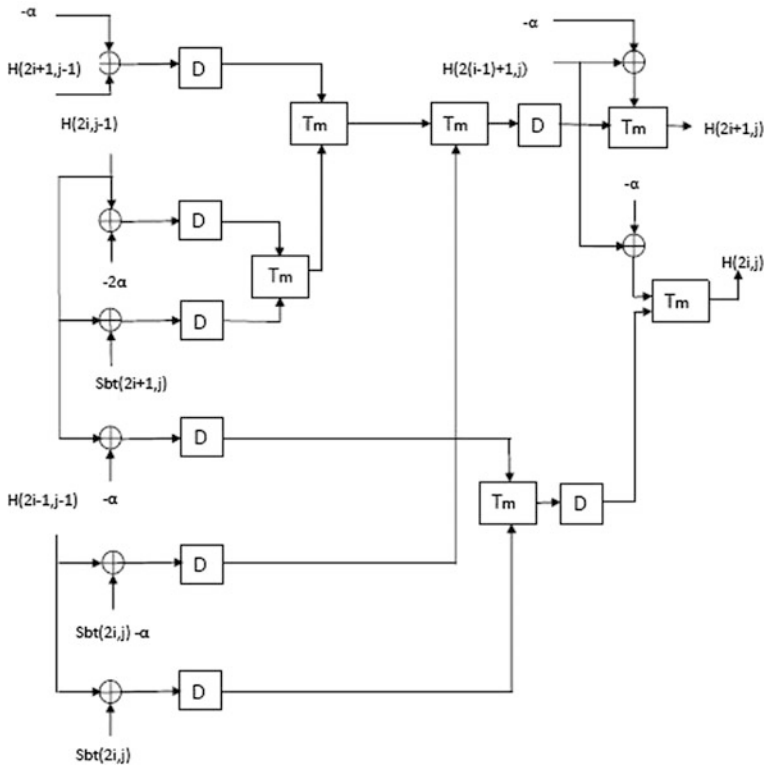 -α
-α
H(2i+1,j-1)
D
H(2(i-1)+1,j)
H(2i,j-1)
Tm
Tm
D
Tm
H(2i+1,j)
-α
D
-2α
Tm
H(2i,j)
Tm
D
Sbt(2i+1,j)
D
H(2i-1,j-1)
-α
Tm
D
D
Sbt(2i,j) -α
D
Sbt(2i,j)